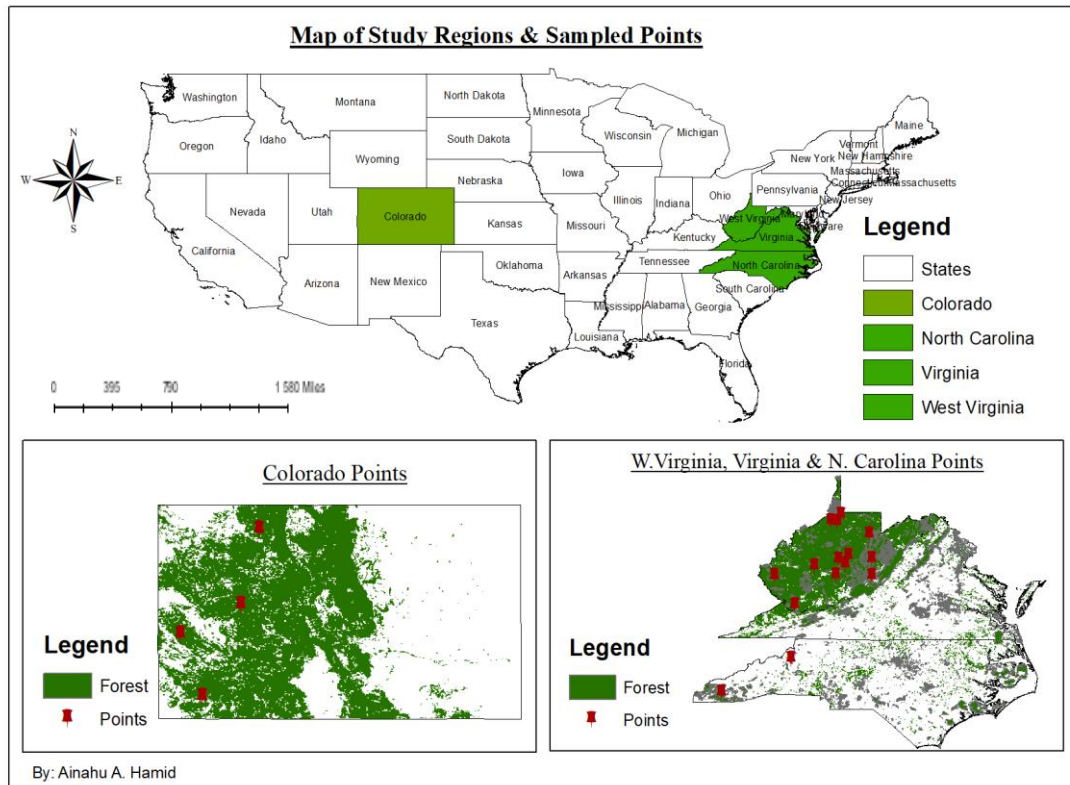 Map of Study Regions & Sampled Points
Washington
Montana
North Dakota
Minnesota
Maine
Oregon
Idaho
South Dakota
Wisconsin
Michigan
Vermont
New Hampshire
Wyoming
New York
Massachusetts
Connecticut
Massachusetts
Nebraska
Iowa
Pennsylvania
New Jersey
Nevada
Utah
Colorado
Kansas
Illinois
Indiana
Ohio
West Virginia
Virginia
Missouri
Kentucky
California
Arizona
New Mexico
Oklahoma
Arkansas
Tennessee
North Carolina
South Carolina
Texas
Louisiana
Mississippi
Alabama
Georgia
Florida
N
W
E
S
0 395 790 1 580 Miles
Legend
States
Colorado
North Carolina
Virginia
West Virginia
Colorado Points
Legend
Forest
Points
W.Virginia, Virginia & N. Carolina Points
Legend
Forest
Points
By: Ainahu A. Hamid